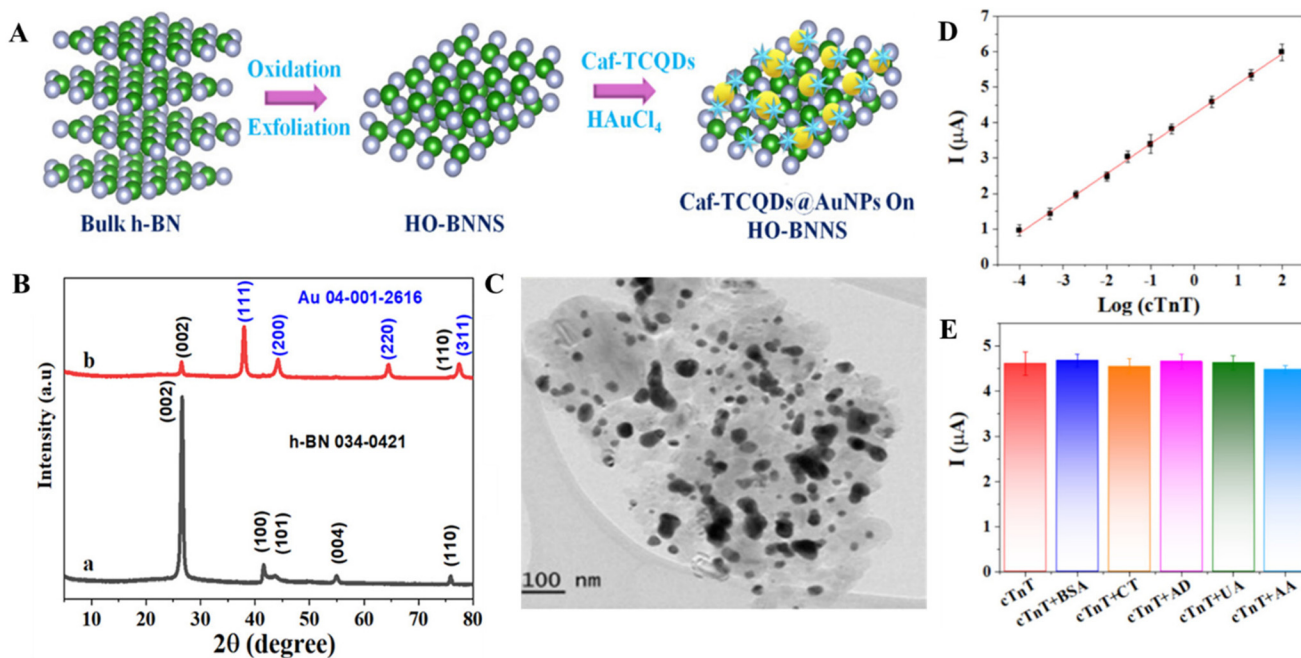 A
Oxidation
Exfoliation
Caf-TCQDs
HAuCl4
Bulk h-BN
HO-BNNS
Caf-TCQDs@AuNPs On
HO-BNNS
B
Au 04-001-2616
(002)
(111)
(200)
(220)
(110)
(311)
b
(002)
h-BN 034-0421
(100)
(101)
(004)
(110)
a
Intensity (a.u)
10 20 30 40 50 60 70 80
2θ (degree)
C
100 nm
D
I (μA)
7
6
5
4
3
2
1
0
-4 -3 -2 -1 0 1 2
Log (cTnT)
E
I (μA)
5
4
3
2
1
0
cTnT
cTnT+BSA
cTnT+CT
cTnT+AD
cTnT+UA
cTnT+AA